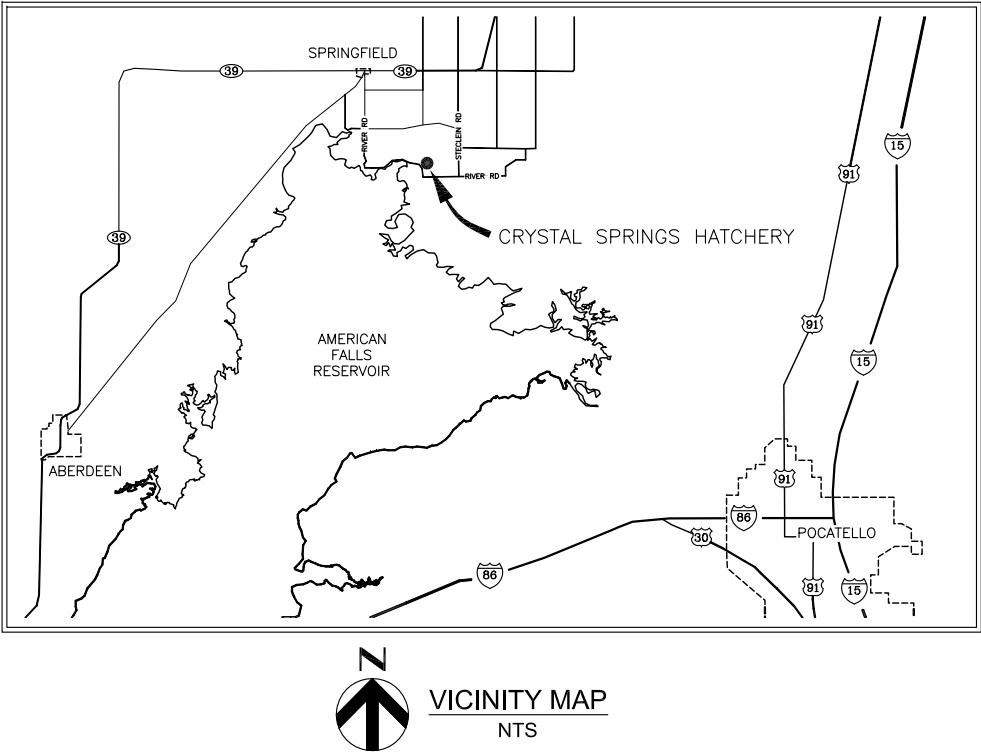 SPRINGFIELD
39
39
RIVER RD
STECLEIN RD
RIVER RD
15
91
39
CRYSTAL SPRINGS HATCHERY
91
AMERICAN
FALLS
RESERVOIR
15
ABERDEEN
91
86
POCATELLO
30
86
91
15
N
VICINITY MAP
NTS